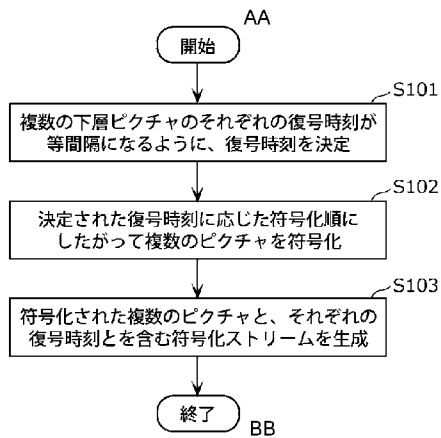 AA
開始
S101
複数の下層ピクチャのそれぞれの復号時刻が
等間隔になるように、復号時刻を決定
S102
決定された復号時刻に応じた符号化順に
したがって複数のピクチャを符号化
S103
符号化された複数のピクチャと、それぞれの
復号時刻とを含む符号化ストリームを生成
終了
BB